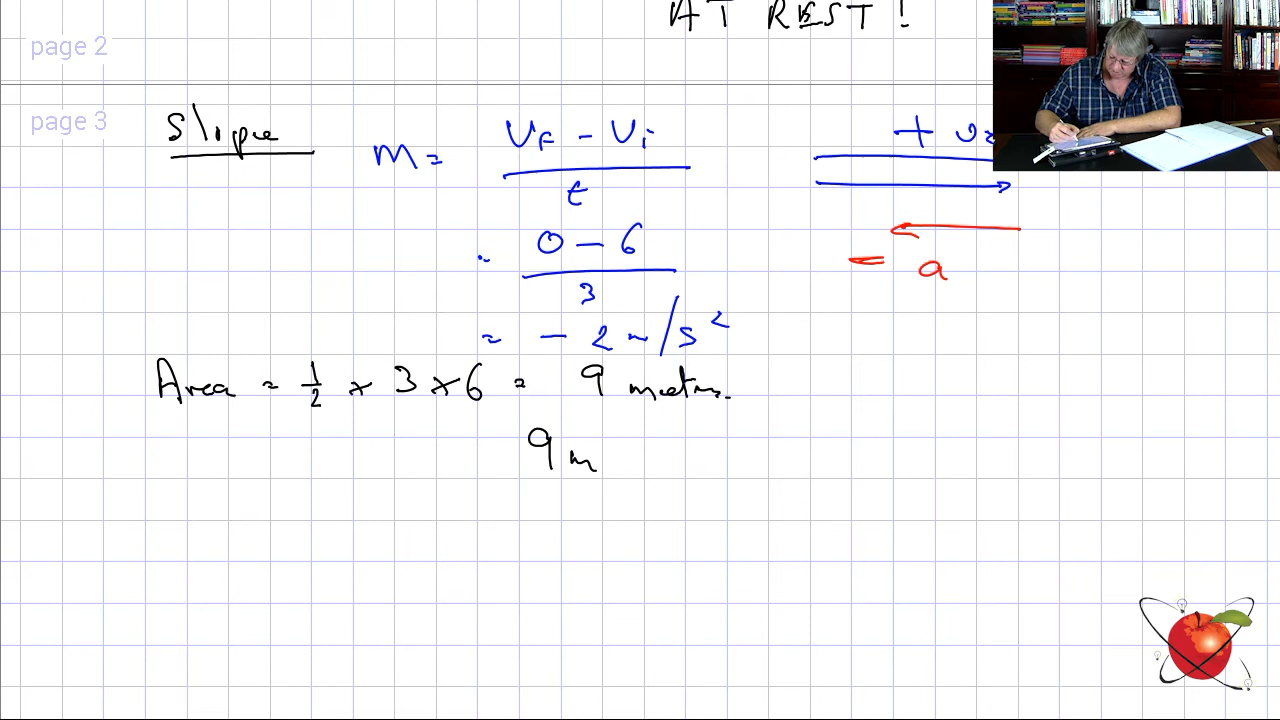 AT REST!
page 2
page 3
Slope
m = (VF - Vi) / t
= (0 - 6) / 3
= - 2 m/s²
+ v
- a
Area = 1/2 × 3 × 6 = 9 metres.
9 m